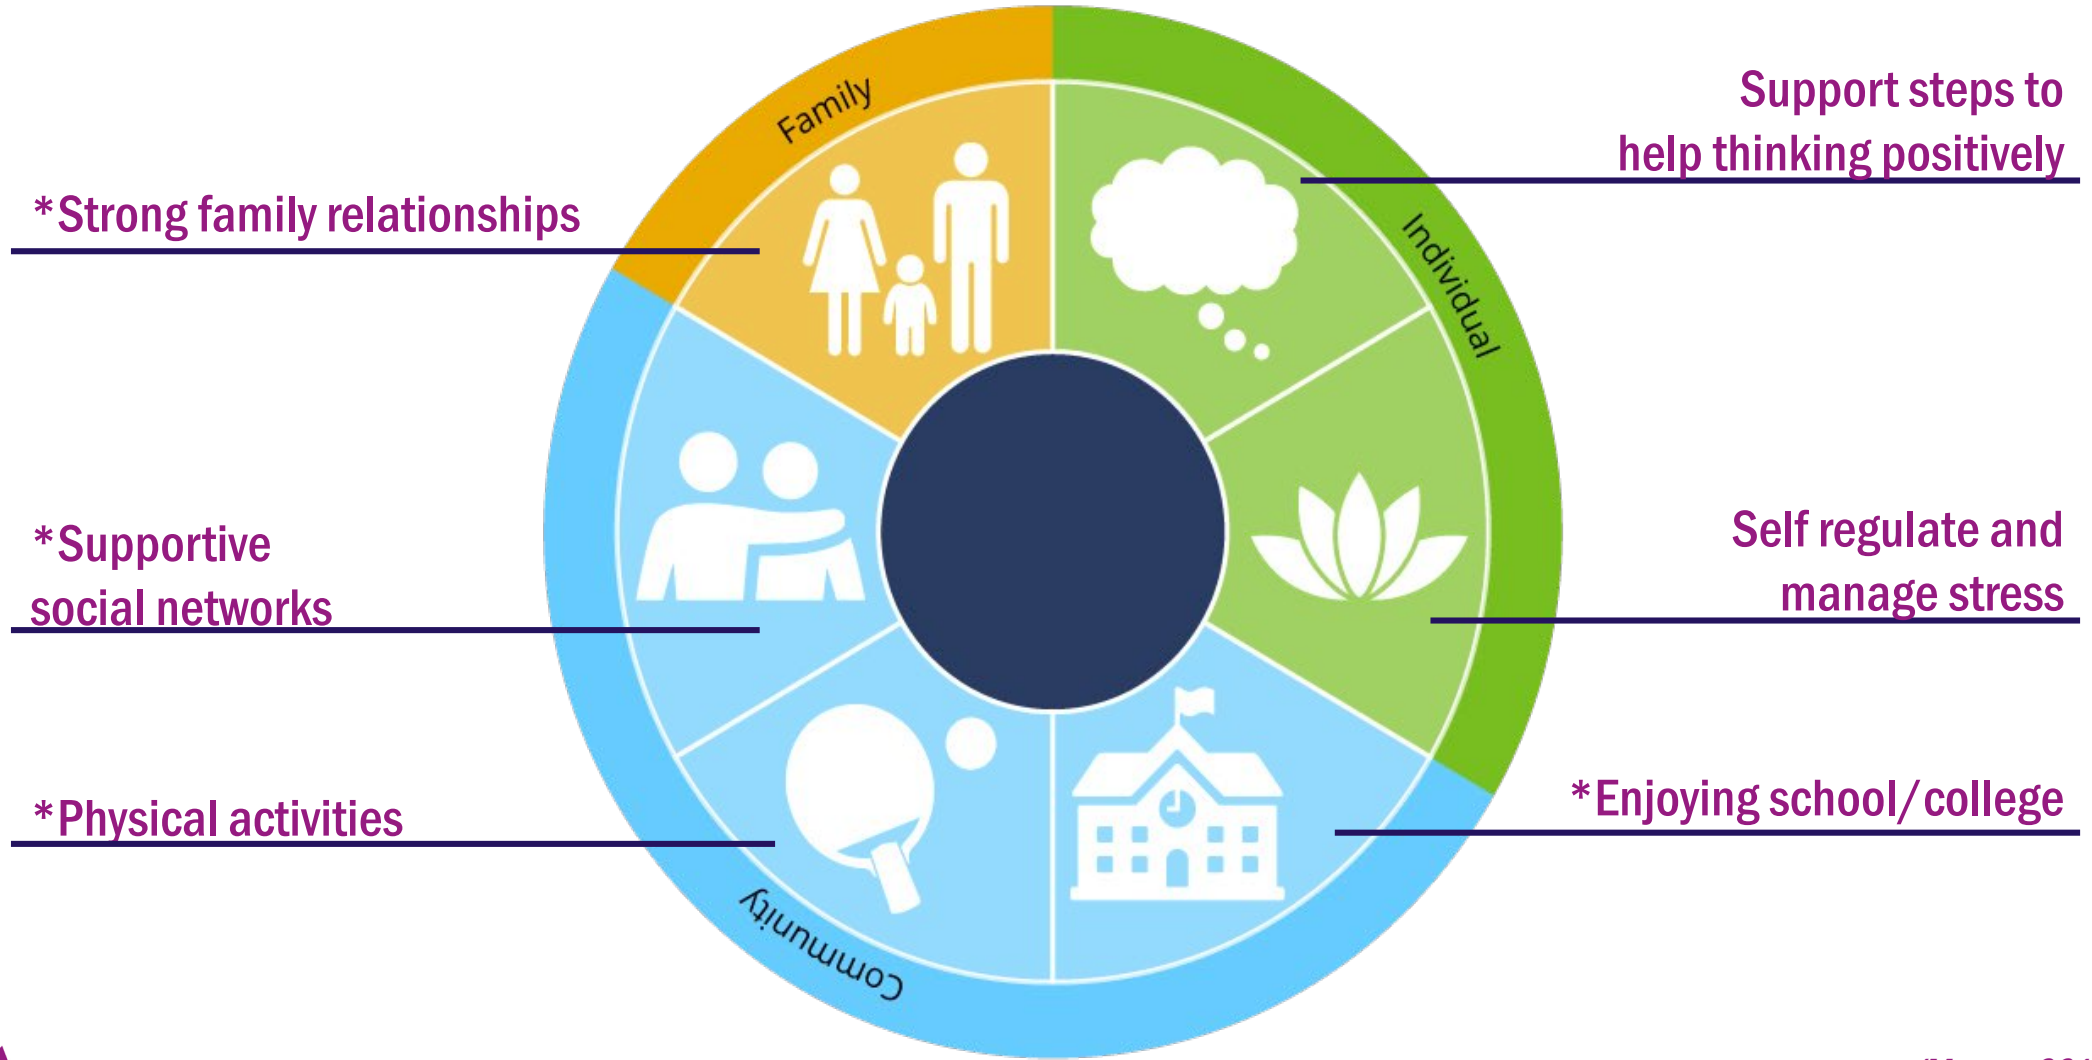 Family
Support steps to
help thinking positively
*Strong family relationships
Individual
*Supportive
social networks
Self regulate and
manage stress
*Physical activities
*Enjoying school/college
Community